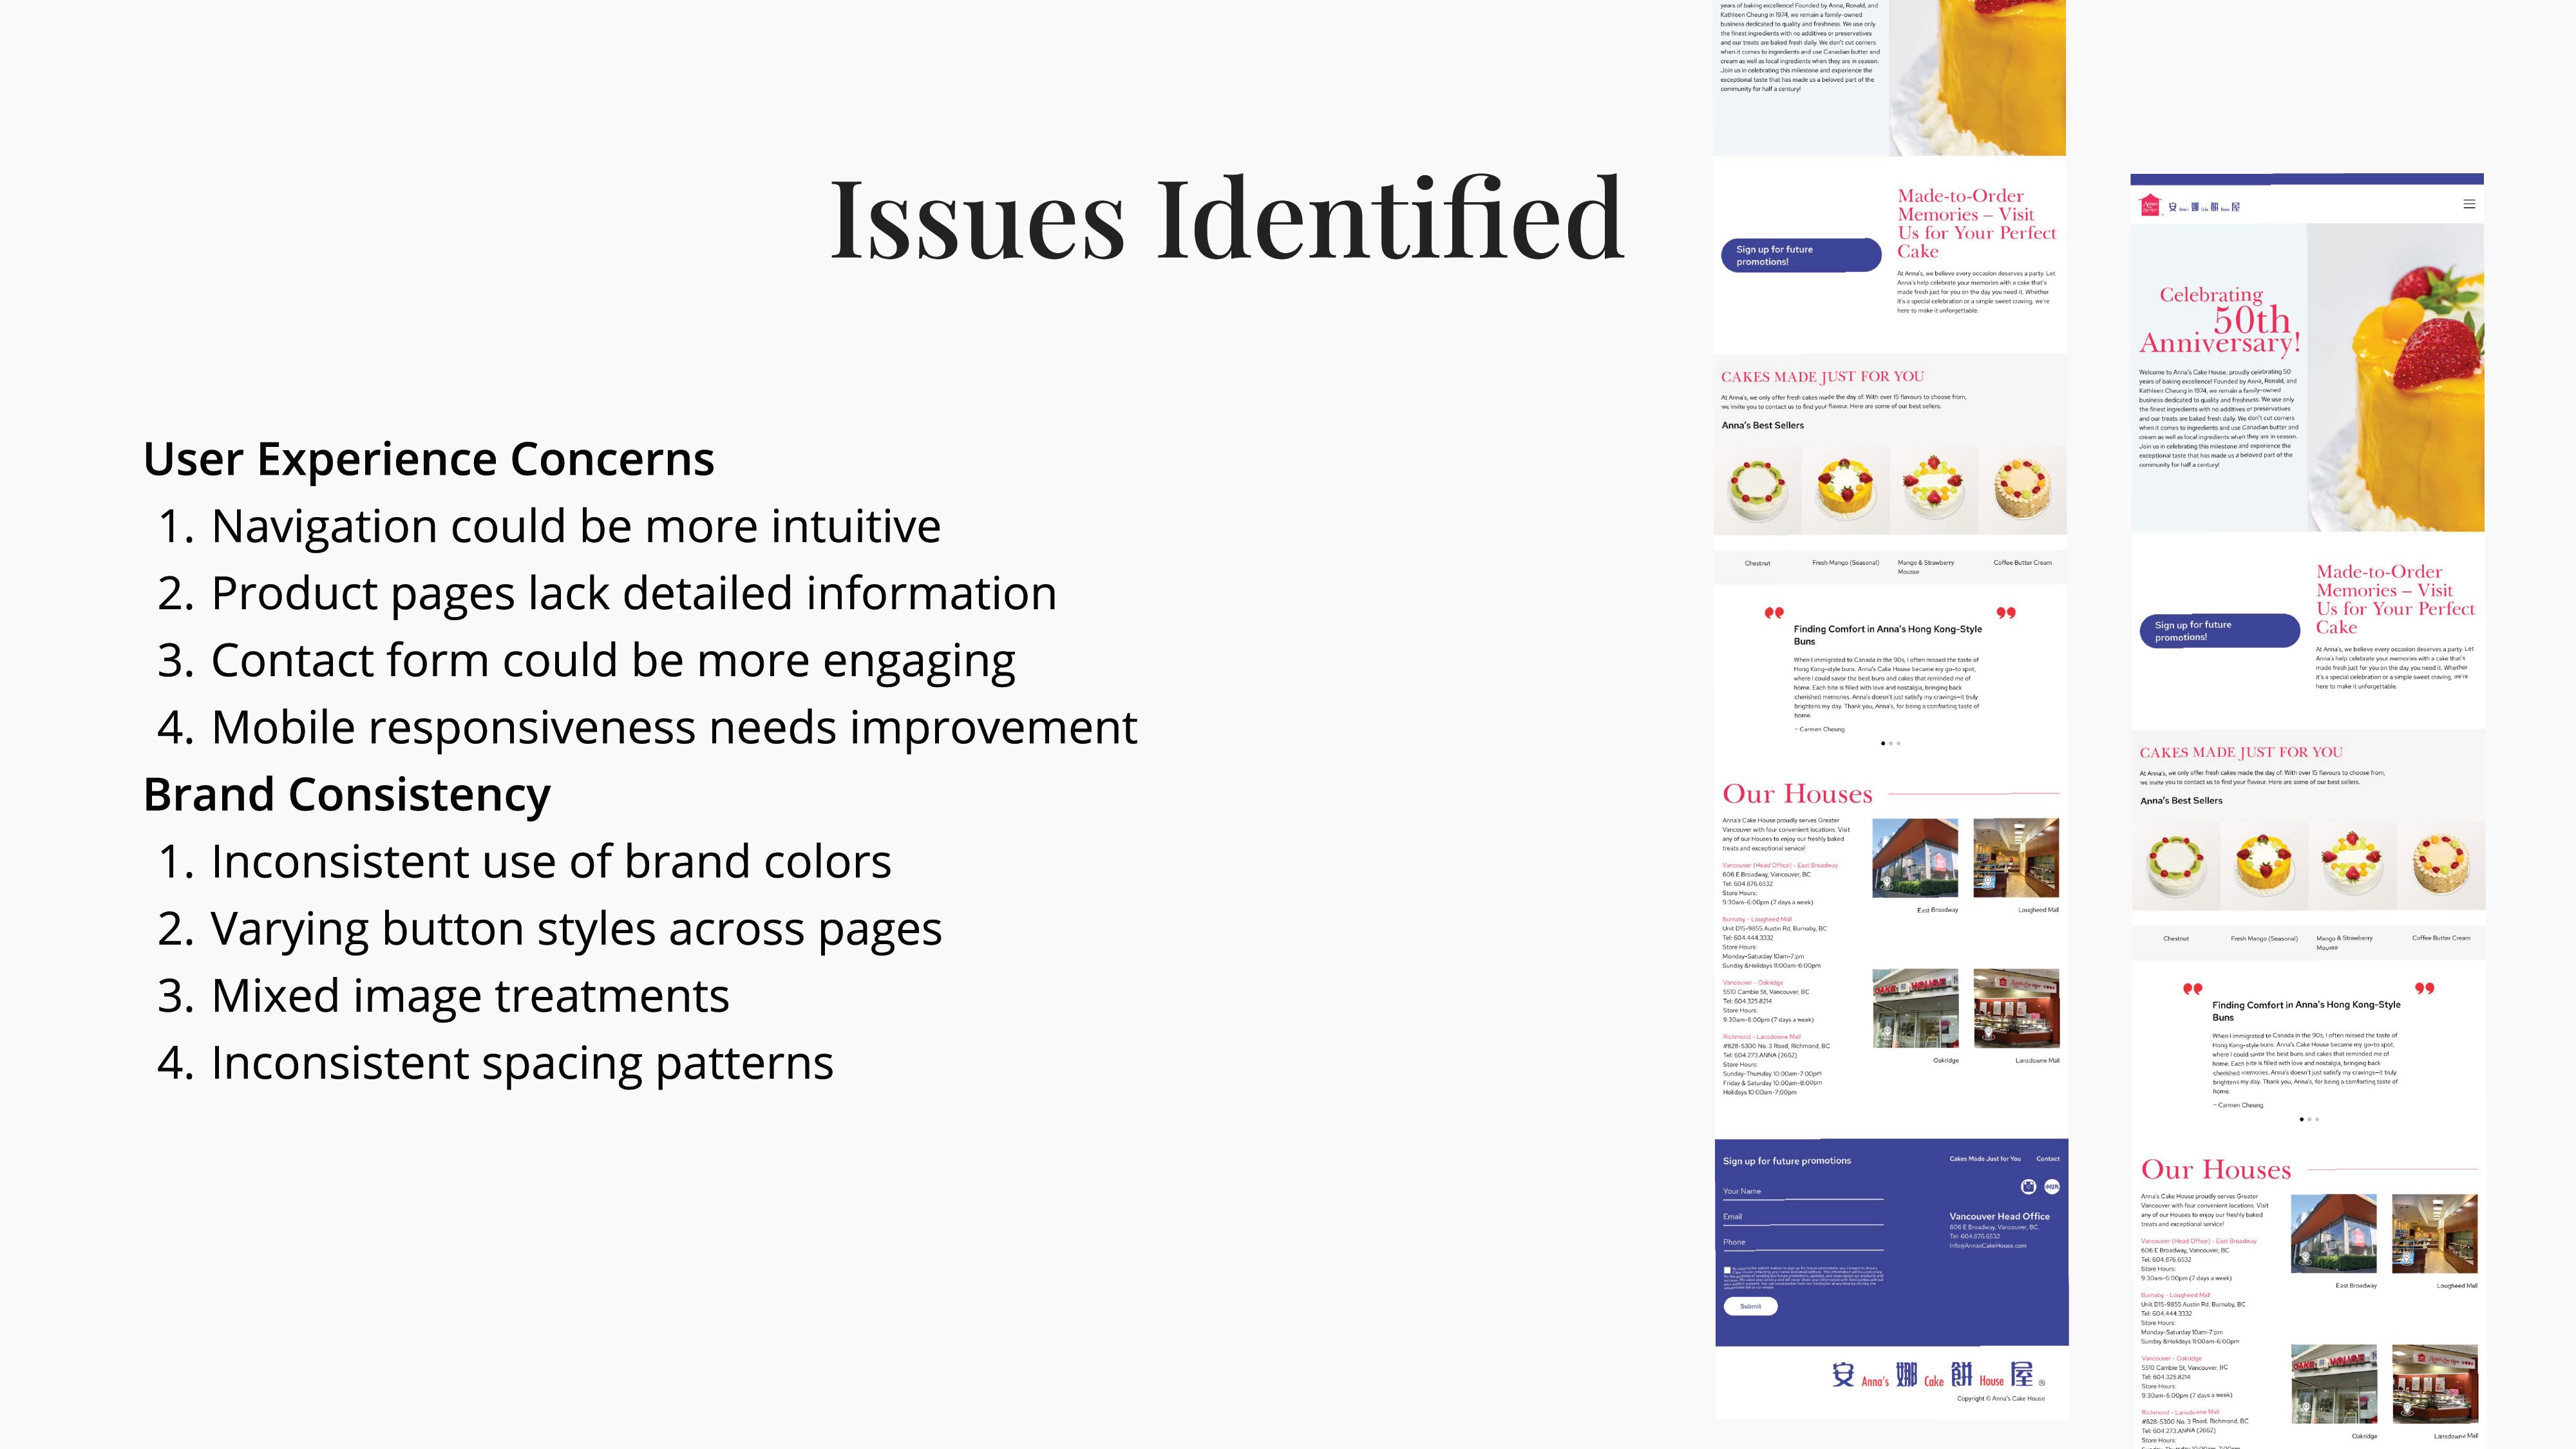 Issues Identified
User Experience Concerns
1. Navigation could be more intuitive
2. Product pages lack detailed information
3. Contact form could be more engaging
4. Mobile responsiveness needs improvement
Brand Consistency
1. Inconsistent use of brand colors
2. Varying button styles across pages
3. Mixed image treatments
4. Inconsistent spacing patterns
years of baking excellence! Founded by Anna, Ronald, and
Kathleen Cheung in 1974, we remain a family-owned
business dedicated to quality and freshness. We use only
the finest ingredients with no additives or preservatives
and our treats are baked fresh daily. We don't cut corners
when it comes to ingredients and use Canadian butter and
cream as well as local ingredients when they are in season.
Join us in celebrating this milestone and experience the
exceptional taste that has made us a beloved part of the
community for half a century!
Sign up for future
promotions!
Made-to-Order
Memories – Visit
Us for Your Perfect
Cake
At Anna's, we believe every occasion deserves a party. Let
Anna's help celebrate your memories with a cake that's
made fresh just for you on the day you need it. Whether
it's a special celebration or a simple sweet craving, we're
here to make it unforgettable.
CAKES MADE JUST FOR YOU
At Anna's, we only offer fresh cakes made the day of. With over 15 flavours to choose from,
we invite you to contact us to find your flavour. Here are some of our best sellers.
Anna's Best Sellers
Chestnut
Fresh Mango (Seasonal)
Mango & Strawberry
Mousse
Coffee Butter Cream
Finding Comfort in Anna's Hong Kong-Style
Buns
When I immigrated to Canada in the 90s, I often missed the taste of
Hong Kong-style buns. Anna's Cake House became my go-to spot,
where I could savor the best buns and cakes that reminded me of
home. Each bite is filled with love and nostalgia, bringing back
cherished memories. Anna's doesn't just satisfy my cravings—it truly
brightens my day. Thank you, Anna's, for being a comforting taste of
home.
– Carmen Cheung
Our Houses
Anna's Cake House proudly serves Greater
Vancouver with four convenient locations. Visit
any of our Houses to enjoy our freshly baked
treats and exceptional service!
Vancouver (Head Office) - East Broadway
606 E Broadway, Vancouver, BC
Tel: 604.876.6532
Store Hours:
9:30am-6:00pm (7 days a week)
Burnaby - Lougheed Mall
Unit D15-9855 Austin Rd, Burnaby, BC
Tel: 604.444.3332
Store Hours:
Monday-Saturday 10am-7:pm
Sunday &Holidays 11:00am-6:00pm
Vancouver - Oakridge
5510 Cambie St, Vancouver, BC
Tel: 604.325.8214
Store Hours:
9:30am-6:00pm (7 days a week)
Richmond - Lansdowne Mall
#828-5300 No. 3 Road, Richmond, BC
Tel: 604.273.ANNA (2662)
Store Hours:
Sunday-Thursday 10:00am-7:00pm
Friday & Saturday 10:00am-8:00pm
Holidays 10:00am-7:00pm
East Broadway
Lougheed Mall
CAKE HOUSE
Oakridge
Lansdowne Mall
Sign up for future promotions
Your Name
Email
Phone
Submit
Cakes Made Just for You
Contact
Vancouver Head Office
606 E Broadway, Vancouver, BC.
Tel: 604.876.6532
Info@AnnasCakeHouse.com
安 Anna's 娜 Cake 餅 House 屋 ®
Copyright © Anna's Cake House
安 Anna's 娜 Cake 餅 House 屋
Celebrating
50th
Anniversary!
Welcome to Anna's Cake House, proudly celebrating 50
years of baking excellence! Founded by Anna, Ronald, and
Kathleen Cheung in 1974, we remain a family-owned
business dedicated to quality and freshness. We use only
the finest ingredients with no additives or preservatives
and our treats are baked fresh daily. We don't cut corners
when it comes to ingredients and use Canadian butter and
cream as well as local ingredients when they are in season.
Join us in celebrating this milestone and experience the
exceptional taste that has made us a beloved part of the
community for half a century!
Sign up for future
promotions!
Made-to-Order
Memories – Visit
Us for Your Perfect
Cake
At Anna's, we believe every occasion deserves a party. Let
Anna's help celebrate your memories with a cake that's
made fresh just for you on the day you need it. Whether
it's a special celebration or a simple sweet craving, we're
here to make it unforgettable.
CAKES MADE JUST FOR YOU
At Anna's, we only offer fresh cakes made the day of. With over 15 flavours to choose from,
we invite you to contact us to find your flavour. Here are some of our best sellers.
Anna's Best Sellers
Chestnut
Fresh Mango (Seasonal)
Mango & Strawberry
Mousse
Coffee Butter Cream
Finding Comfort in Anna's Hong Kong-Style
Buns
When I immigrated to Canada in the 90s, I often missed the taste of
Hong Kong-style buns. Anna's Cake House became my go-to spot,
where I could savor the best buns and cakes that reminded me of
home. Each bite is filled with love and nostalgia, bringing back
cherished memories. Anna's doesn't just satisfy my cravings—it truly
brightens my day. Thank you, Anna's, for being a comforting taste of
home.
– Carmen Cheung
Our Houses
Anna's Cake House proudly serves Greater
Vancouver with four convenient locations. Visit
any of our Houses to enjoy our freshly baked
treats and exceptional service!
Vancouver (Head Office) - East Broadway
606 E Broadway, Vancouver, BC
Tel: 604.876.6532
Store Hours:
9:30am-6:00pm (7 days a week)
Burnaby - Lougheed Mall
Unit D15-9855 Austin Rd, Burnaby, BC
Tel: 604.444.3332
Store Hours:
Monday-Saturday 10am-7:pm
Sunday &Holidays 11:00am-6:00pm
Vancouver - Oakridge
5510 Cambie St, Vancouver, BC
Tel: 604.325.8214
Store Hours:
9:30am-6:00pm (7 days a week)
Richmond - Lansdowne Mall
#828-5300 No. 3 Road, Richmond, BC
Tel: 604.273.ANNA (2662)
Store Hours:
East Broadway
Lougheed Mall
CAKE HOUSE
Oakridge
Lansdowne Mall